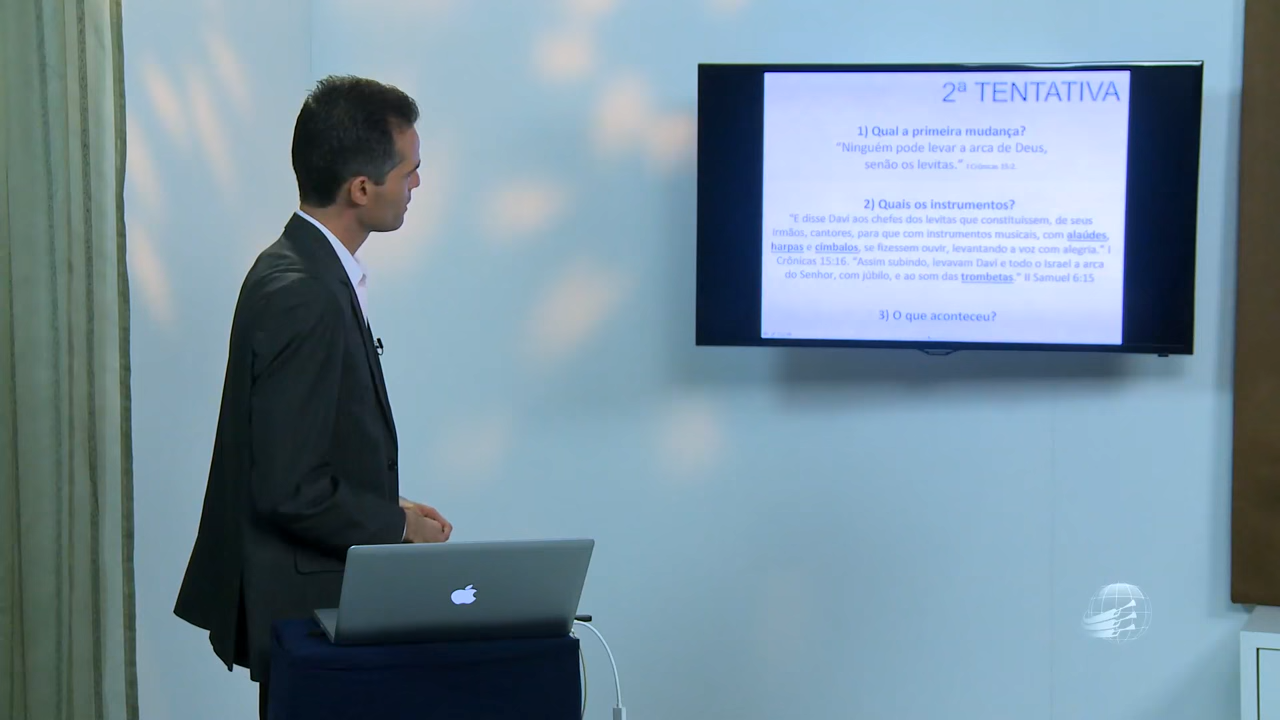 2ª TENTATIVA
1) Qual a primeira mudança?
“Ninguém pode levar a arca de Deus,
senão os levitas.” I Crônicas 15:2
2) Quais os instrumentos?
“E disse Davi aos chefes dos levitas que constituíssem, de seus
irmãos, cantores, para que com instrumentos musicais, com alaúdes,
harpas e címbalos, se fizessem ouvir, levantando a voz com alegria.” I
Crônicas 15:16. “Assim subindo, levavam Davi e todo o Israel a arca
do Senhor, com júbilo, e ao som das trombetas.” II Samuel 6:15
3) O que aconteceu?